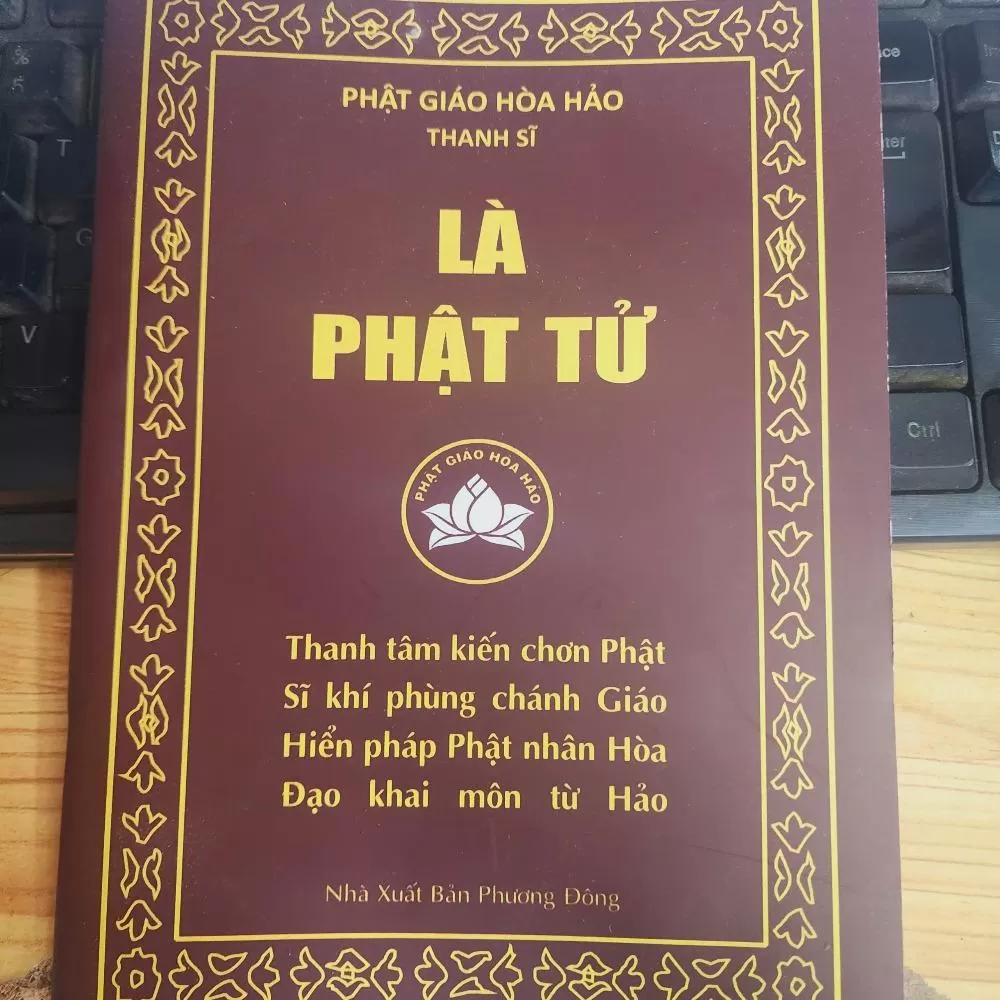 PHẬT GIÁO HÒA HẢO
THANH SĨ
LÀ
PHẬT TỬ
PHẬT GIÁO HÒA HẢO
Thanh tâm kiến chơn Phật
Sĩ khí phùng chánh Giáo
Hiển pháp Phật nhân Hòa
Đạo khai môn từ Hảo
Nhà Xuất Bản Phương Đông
%
5
T
G
V
Ctrl